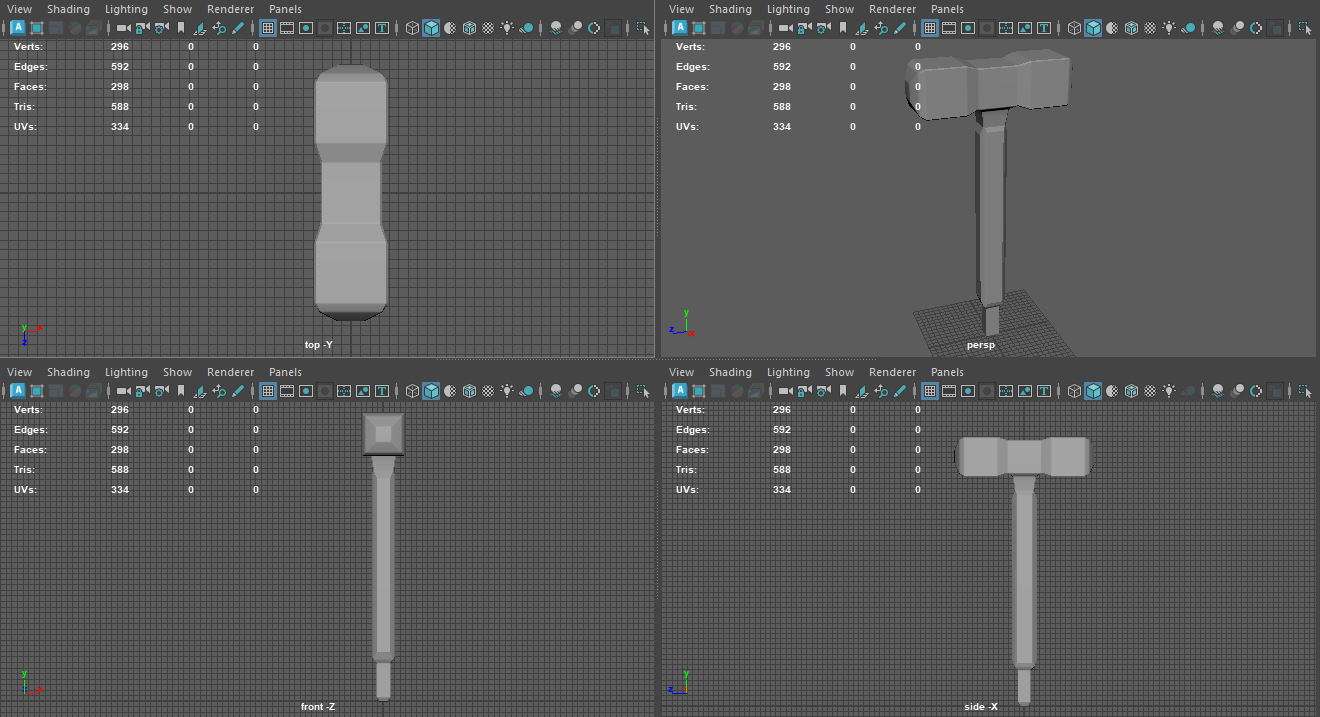 View Shading Lighting Show Renderer Panels
A T
Verts: 296 0 0
Edges: 592 0 0
Faces: 298 0 0
Tris: 588 0 0
UVs: 334 0 0
y
z
top -Y
View Shading Lighting Show Renderer Panels
A T
Verts: 296 0 0
Edges: 592 0 0
Faces: 298 0 0
Tris: 588 0 0
UVs: 334 0 0
y
z
persp
View Shading Lighting Show Renderer Panels
A T
Verts: 296 0 0
Edges: 592 0 0
Faces: 298 0 0
Tris: 588 0 0
UVs: 334 0 0
y
front -Z
View Shading Lighting Show Renderer Panels
A T
Verts: 296 0 0
Edges: 592 0 0
Faces: 298 0 0
Tris: 588 0 0
UVs: 334 0 0
y
z
side -X